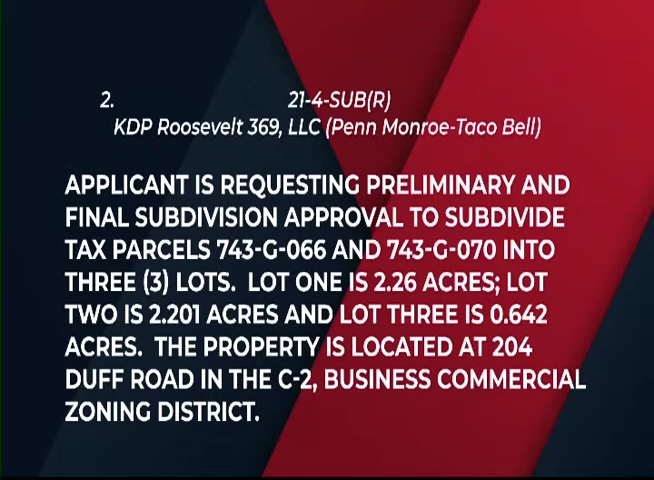 2. 21-4-SUB(R)
KDP Roosevelt 369, LLC (Penn Monroe-Taco Bell)
APPLICANT IS REQUESTING PRELIMINARY AND
FINAL SUBDIVISION APPROVAL TO SUBDIVIDE
TAX PARCELS 743-G-066 AND 743-G-070 INTO
THREE (3) LOTS. LOT ONE IS 2.26 ACRES; LOT
TWO IS 2.201 ACRES AND LOT THREE IS 0.642
ACRES. THE PROPERTY IS LOCATED AT 204
DUFF ROAD IN THE C-2, BUSINESS COMMERCIAL
ZONING DISTRICT.